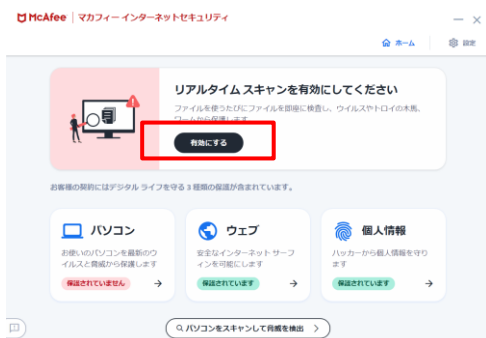 McAfee マカフィー インターネットセキュリティ
ホーム 設定
リアルタイム スキャンを有効にしてください
ファイルを使うたびにファイルを即座に検査し、ウイルスやトロイの木馬、
ワームから保護します
有効にする
お客様の契約にはデジタル ライフを守る 3 種類の保護が含まれています。
パソコン
お使いのパソコンを最新のウ
イルスと脅威から保護します
保護されていません
ウェブ
安全なインターネット サーフ
ィンを可能にします
保護されています
個人情報
ハッカーから個人情報を守り
ます
保護されています
パソコンをスキャンして脅威を検出